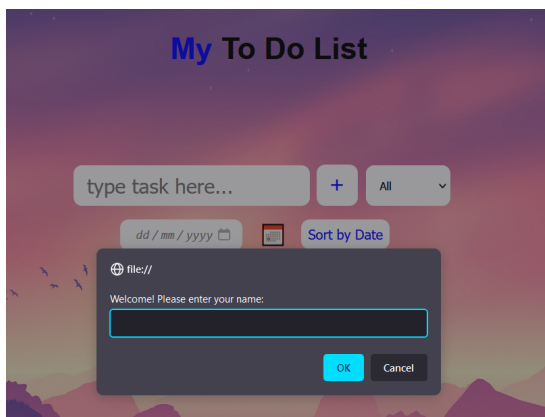 My To Do List
type task here...
+
All
dd / mm / yyyy
Sort by Date
file://
Welcome! Please enter your name:
OK
Cancel